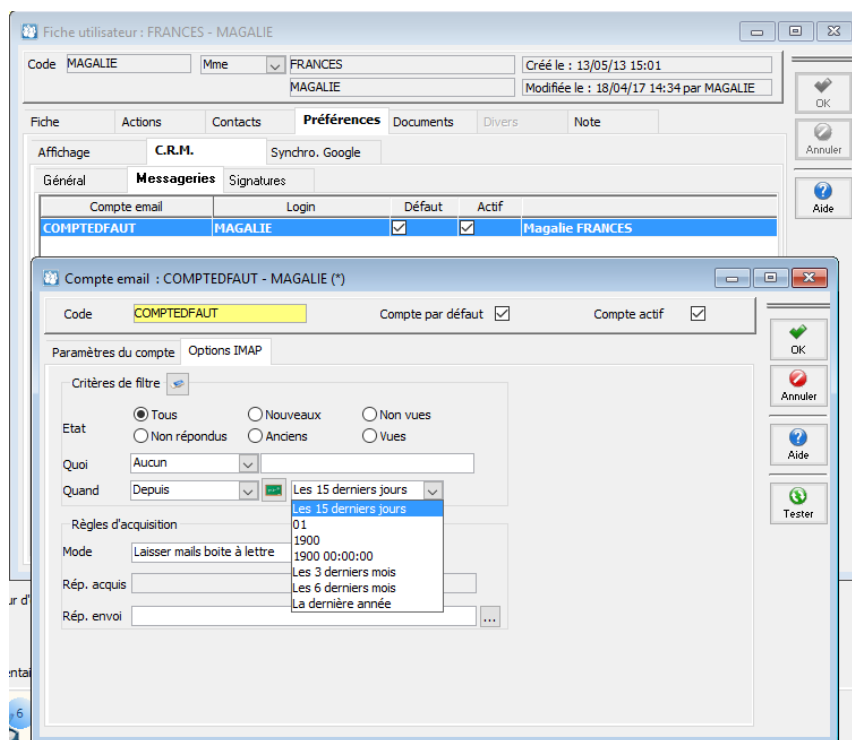 Fiche utilisateur : FRANCES - MAGALIE
Code MAGALIE Mme FRANCES Créé le : 13/05/13 15:01
MAGALIE Modifiée le : 18/04/17 14:34 par MAGALIE
OK
Fiche Actions Contacts Préférences Documents Divers Note
Affichage C.R.M. Synchro. Google
Annuler
Général Messageries Signatures
Compte email Login Défaut Actif
Aide
COMPTEDFAUT MAGALIE Magalie FRANCES
Compte email : COMPTEDFAUT - MAGALIE (*)
Code COMPTEDFAUT Compte par défaut Compte actif
Paramètres du compte Options IMAP
OK
Critères de filtre
Annuler
Etat Tous Nouveaux Non vues
Non répondus Anciens Vues
Aide
Quoi Aucun
Quand Depuis Les 15 derniers jours
Les 15 derniers jours
Tester
Règles d'acquisition
01
1900
Mode Laisser mails boite à lettre
1900 00:00:00
Les 3 derniers mois
Rép. acquis
Les 6 derniers mois
La dernière année
Rép. envoi ...
ur d'
entai
6